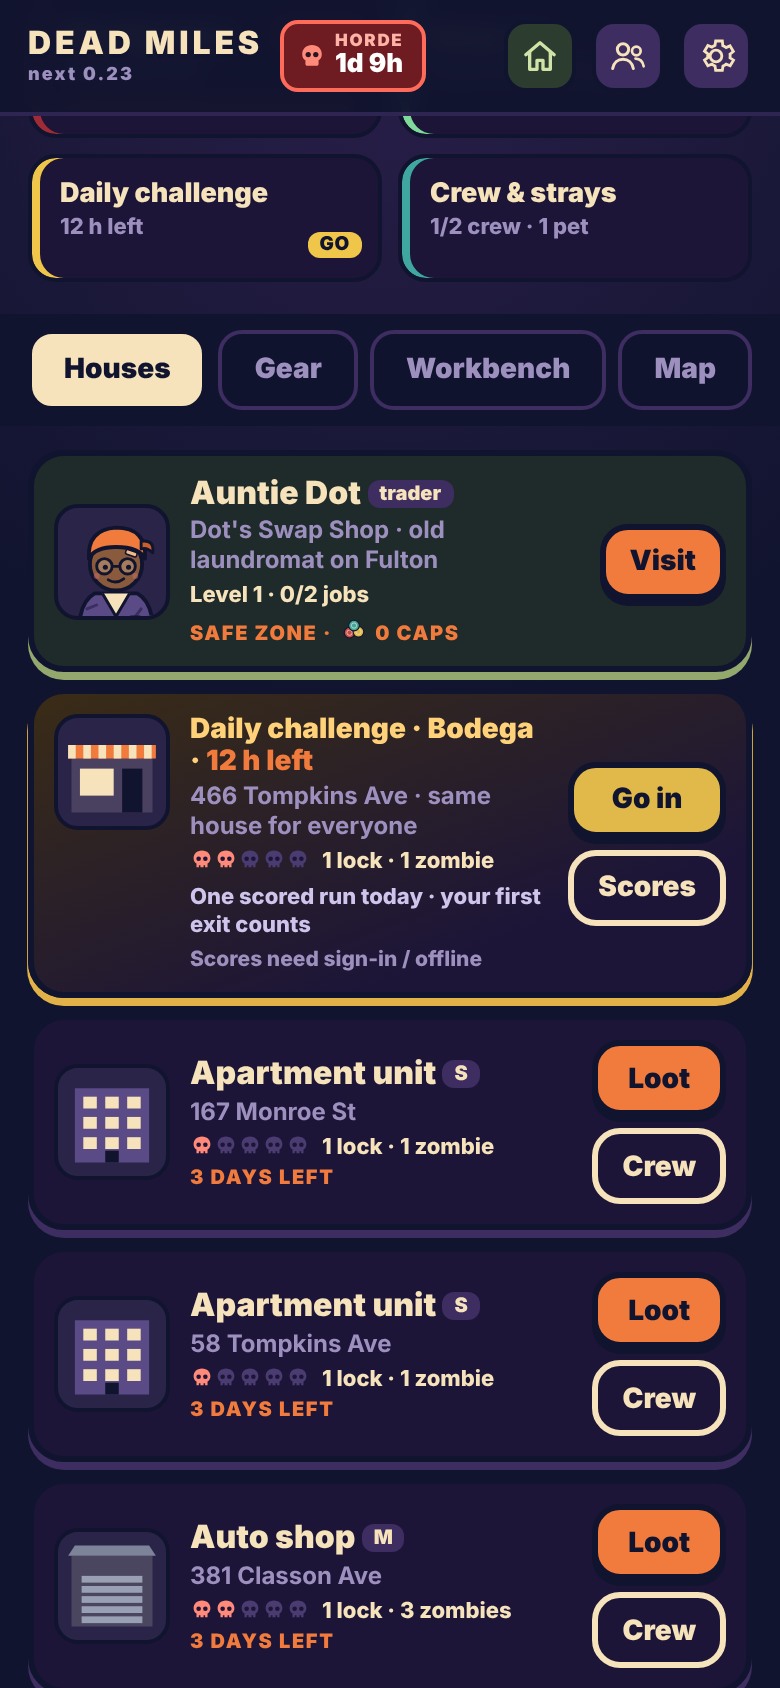 DEAD MILES
next 0.23
HORDE
1d 9h
Daily challenge
12 h left
GO
Crew & strays
1/2 crew · 1 pet
Houses
Gear
Workbench
Map
Auntie Dot trader
Dot's Swap Shop · old
laundromat on Fulton
Level 1 · 0/2 jobs
SAFE ZONE · 0 CAPS
Visit
Daily challenge · Bodega
· 12 h left
466 Tompkins Ave · same
house for everyone
1 lock · 1 zombie
One scored run today · your first
exit counts
Scores need sign-in / offline
Go in
Scores
Apartment unit S
167 Monroe St
1 lock · 1 zombie
3 DAYS LEFT
Loot
Crew
Apartment unit S
58 Tompkins Ave
1 lock · 1 zombie
3 DAYS LEFT
Loot
Crew
Auto shop M
381 Classon Ave
1 lock · 3 zombies
3 DAYS LEFT
Loot
Crew